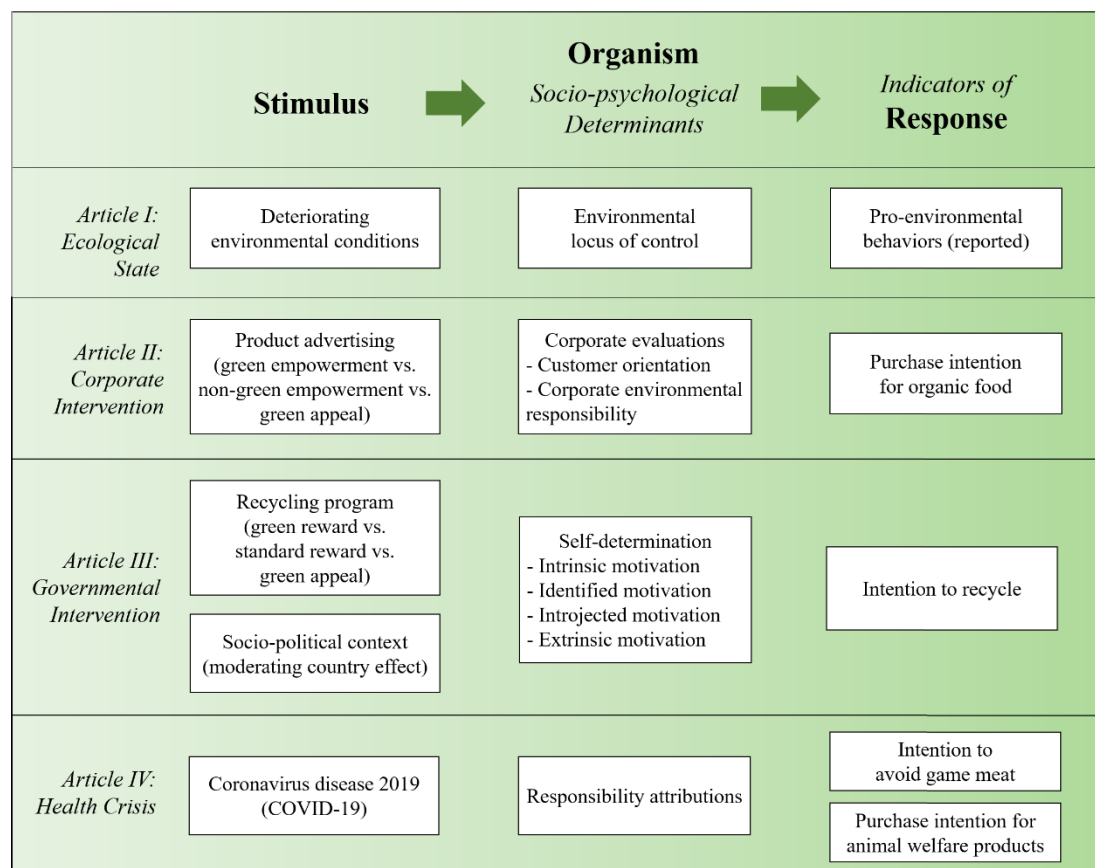 Stimulus
Organism
Socio-psychological
Determinants
Indicators of
Response
Article I:
Ecological
State
Deteriorating
environmental conditions
Environmental
locus of control
Pro-environmental
behaviors (reported)
Article II:
Corporate
Intervention
Product advertising
(green empowerment vs.
non-green empowerment vs.
green appeal)
Corporate evaluations
- Customer orientation
- Corporate environmental
responsibility
Purchase intention
for organic food
Article III:
Governmental
Intervention
Recycling program
(green reward vs.
standard reward vs.
green appeal)
Socio-political context
(moderating country effect)
Self-determination
- Intrinsic motivation
- Identified motivation
- Introjected motivation
- Extrinsic motivation
Intention to recycle
Article IV:
Health Crisis
Coronavirus disease 2019
(COVID-19)
Responsibility attributions
Intention to
avoid game meat
Purchase intention for
animal welfare products